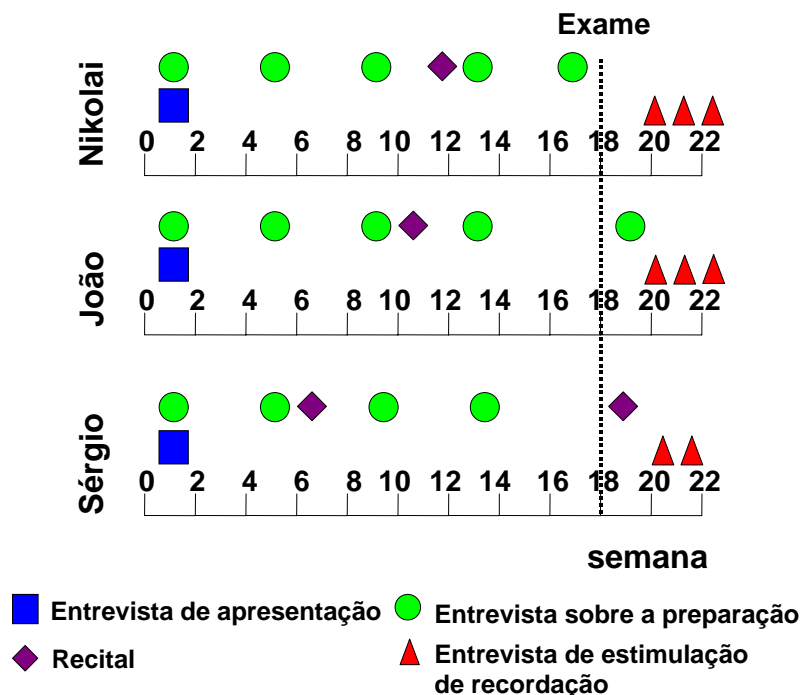 Exame
Nikolai
0 2 4 6 8 10 12 14 16 18 20 22
João
0 2 4 6 8 10 12 14 16 18 20 22
Sérgio
0 2 4 6 8 10 12 14 16 18 20 22
semana
Entrevista de apresentação
Entrevista sobre a preparação
Recital
Entrevista de estimulação
de recordação